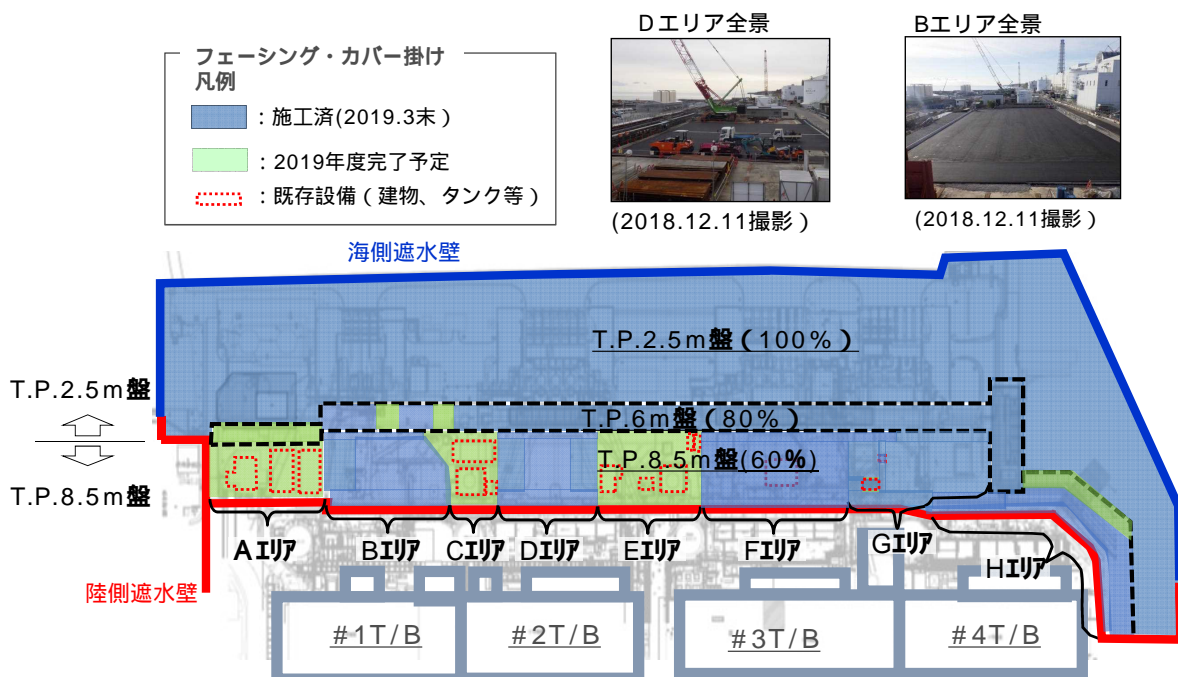 Dエリア全景
Bエリア全景
フェーシング・カバー掛け
凡例
：施工済(2019.3末）
：2019年度完了予定
：既存設備（建物、タンク等）
(2018.12.11撮影）
(2018.12.11撮影）
海側遮水壁
T.P.2.5m盤（100%）
T.P.2.5m盤
T.P.6m盤（80%）
T.P.8.5m盤(60%)
T.P.8.5m盤
Aエリア
Bエリア
Cエリア
Dエリア
Eエリア
Fエリア
Gエリア
Hエリア
陸側遮水壁
#1T/B
#2T/B
#3T/B
#4T/B